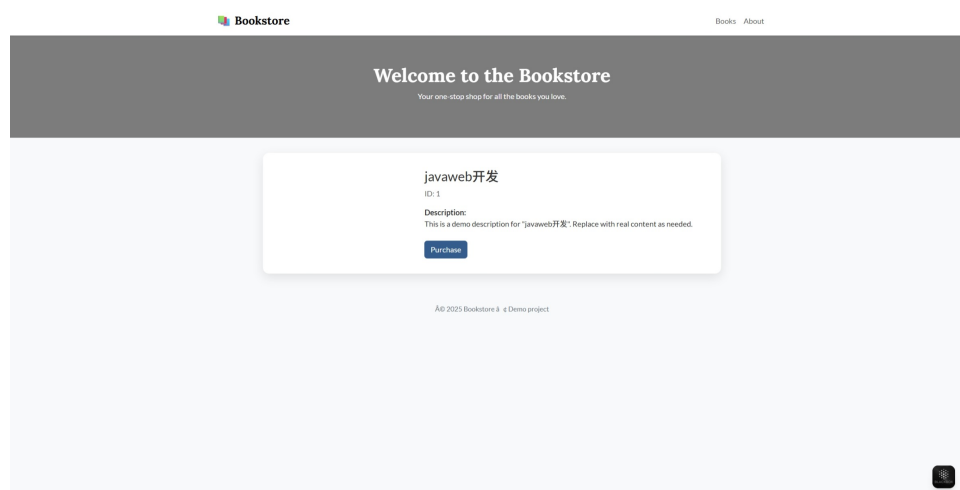 Bookstore
Books About
Welcome to the Bookstore
Your one-stop shop for all the books you love.
javaweb开发
ID: 1
Description:
This is a demo description for "javaweb开发". Replace with real content as needed.
Purchase
Â© 2025 Bookstore â ¢ Demo project